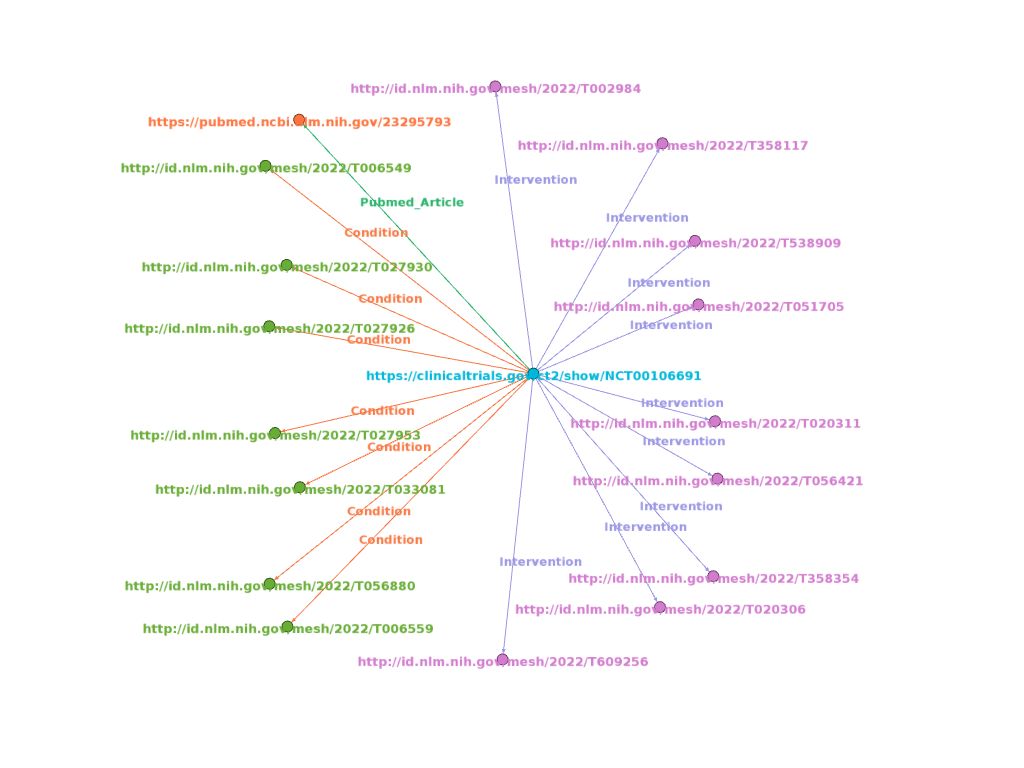 http://id.nlm.nih.gov/mesh/2022/T002984
https://pubmed.ncbi.nlm.nih.gov/23295793
http://id.nlm.nih.gov/mesh/2022/T358117
http://id.nlm.nih.gov/mesh/2022/T006549
Intervention
Pubmed_Article
Intervention
Condition
http://id.nlm.nih.gov/mesh/2022/T538909
http://id.nlm.nih.gov/mesh/2022/T027930
Intervention
Condition
http://id.nlm.nih.gov/mesh/2022/T051705
Intervention
http://id.nlm.nih.gov/mesh/2022/T027926
Condition
https://clinicaltrials.gov/ct2/show/NCT00106691
Intervention
Condition
http://id.nlm.nih.gov/mesh/2022/T020311
http://id.nlm.nih.gov/mesh/2022/T027953
Intervention
Condition
http://id.nlm.nih.gov/mesh/2022/T056421
http://id.nlm.nih.gov/mesh/2022/T033081
Intervention
Condition
Intervention
Condition
Intervention
http://id.nlm.nih.gov/mesh/2022/T358354
http://id.nlm.nih.gov/mesh/2022/T056880
http://id.nlm.nih.gov/mesh/2022/T020306
http://id.nlm.nih.gov/mesh/2022/T006559
http://id.nlm.nih.gov/mesh/2022/T609256